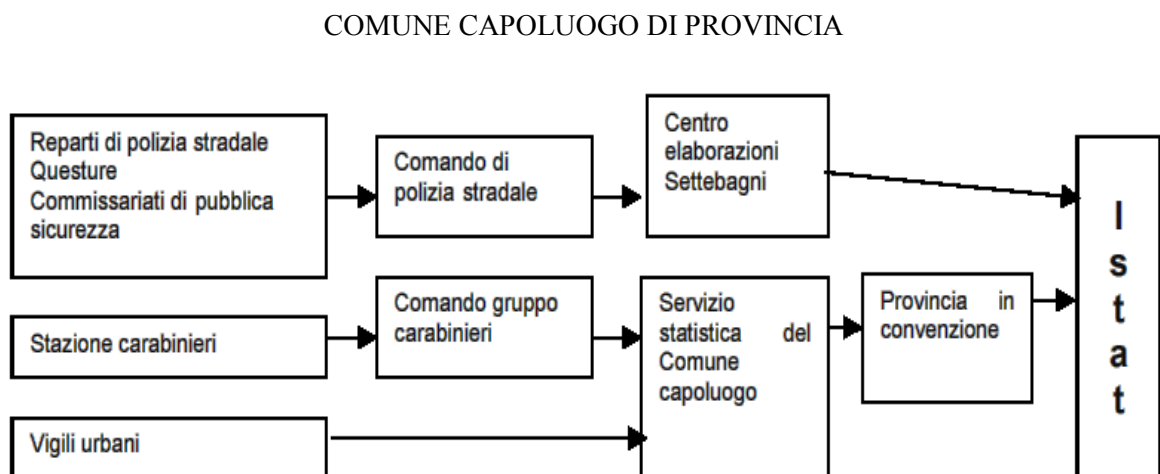 COMUNE CAPOLUOGO DI PROVINCIA
Reparti di polizia stradale
Questure
Commissariati di pubblica
sicurezza
Comando di
polizia stradale
Centro
elaborazioni
Settebagni
Stazione carabinieri
Comando gruppo
carabinieri
Servizio
statistica del
Comune
capoluogo
Provincia in
convenzione
Vigili urbani
I
s
t
a
t